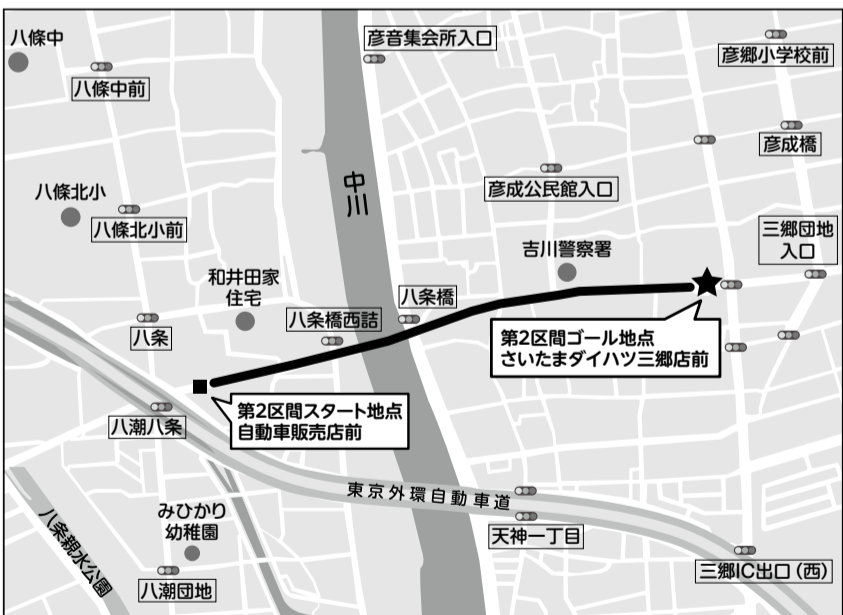 八條中
彦音集会所入口
彦郷小学校前
八條中前
彦成橋
中川
彦成公民館入口
八條北小
八條北小前
三郷団地
入口
吉川警察署
和井田家
住宅
八条橋
八条橋西詰
八条
第2区間ゴール地点
さいたまダイハツ三郷店前
第2区間スタート地点
自動車販売店前
八潮八条
東京外環自動車道
みひかり
幼稚園
天神一丁目
八条親水公園
八潮団地
三郷IC出口(西)